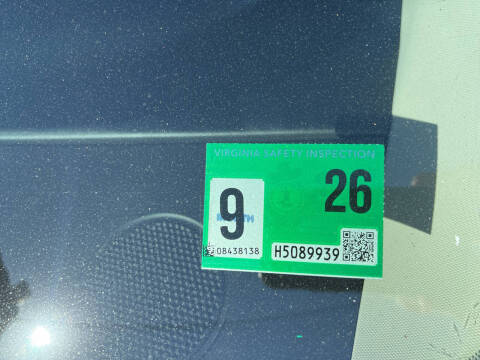 VIRGINIA SAFETY INSPECTION
9
26
08438138
H5089939